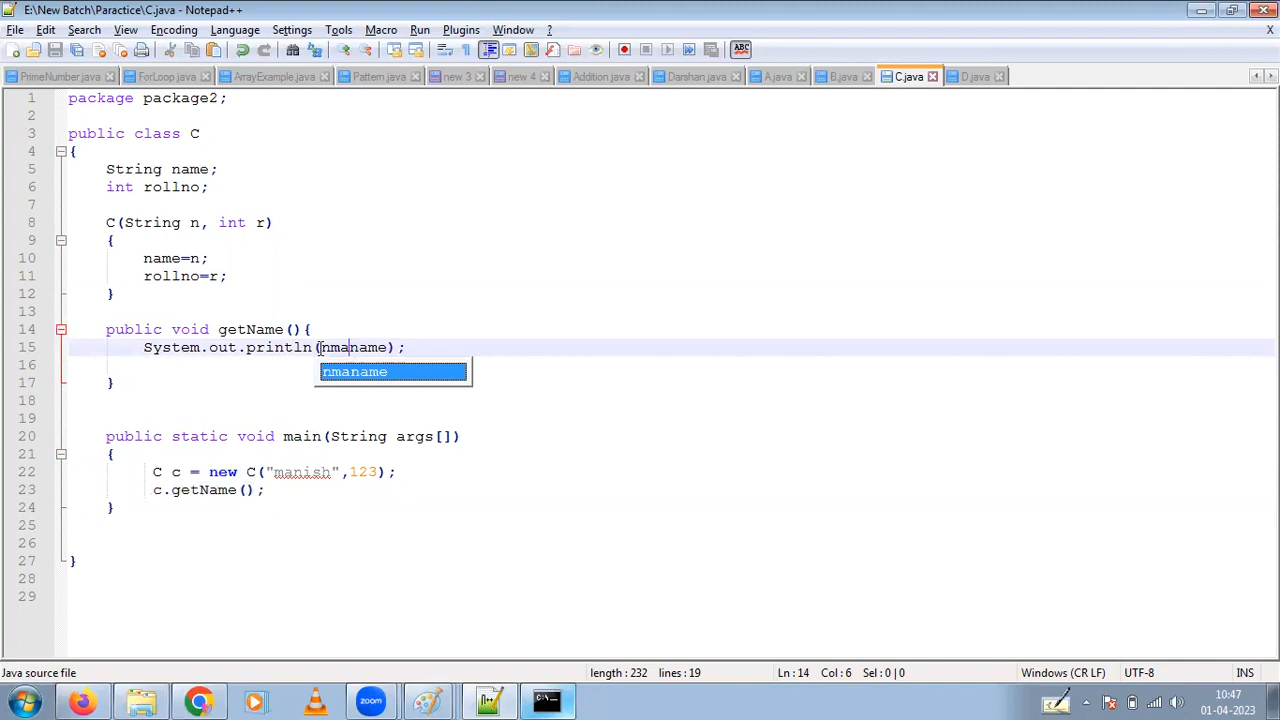 E:\New Batch\Paractice\C.java - Notepad++
File Edit Search View Encoding Language Settings Tools Macro Run Plugins Window ? X
PrimeNumber.java ForLoop.java ArrayExample.java Pattem.java new 3 new 4 Addition.java Darshan.java A.java B.java C.java D.java
1 package package2;
2
3 public class C
4 {
5 String name;
6 int rollno;
7
8 C(String n, int r)
9 {
10 name=n;
11 rollno=r;
12 }
13
14 public void getName(){
15 System.out.println(nmaname);
nmaname
16
17 }
18
19
20 public static void main(String args[])
21 {
22 C c = new C("manish",123);
23 c.getName();
24 }
25
26
27 }
28
29
Java source file length : 232 lines : 19 Ln : 14 Col : 6 Sel : 0 | 0 Windows (CR LF) UTF-8 INS
zoom
10:47
01-04-2023